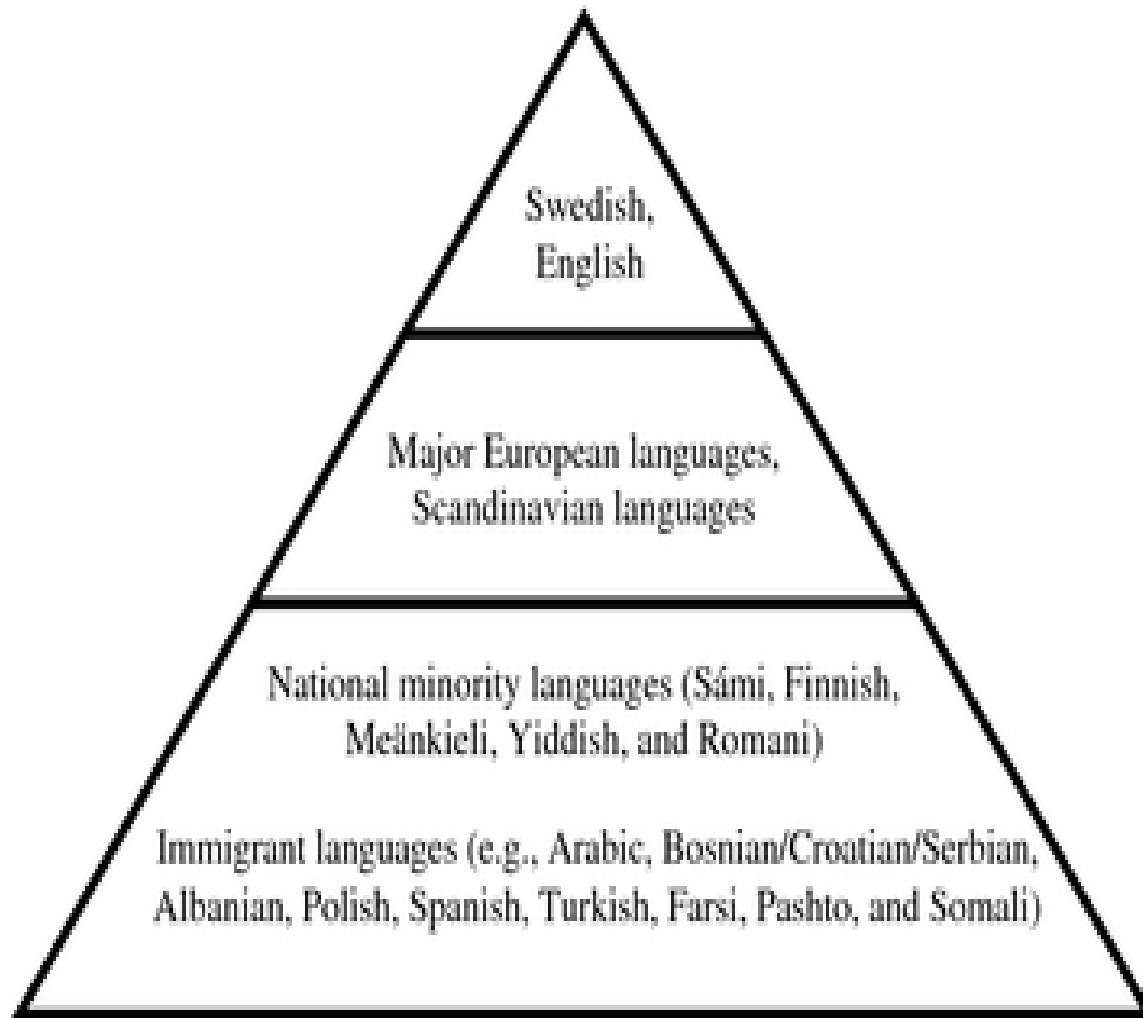 Swedish,
English
Major European languages,
Scandinavian languages
National minority languages (Sámi, Finnish,
Meänkieli, Yiddish, and Romani)
Immigrant languages (e.g., Arabic, Bosnian/Croatian/Serbian,
Albanian, Polish, Spanish, Turkish, Farsi, Pashto, and Somali)